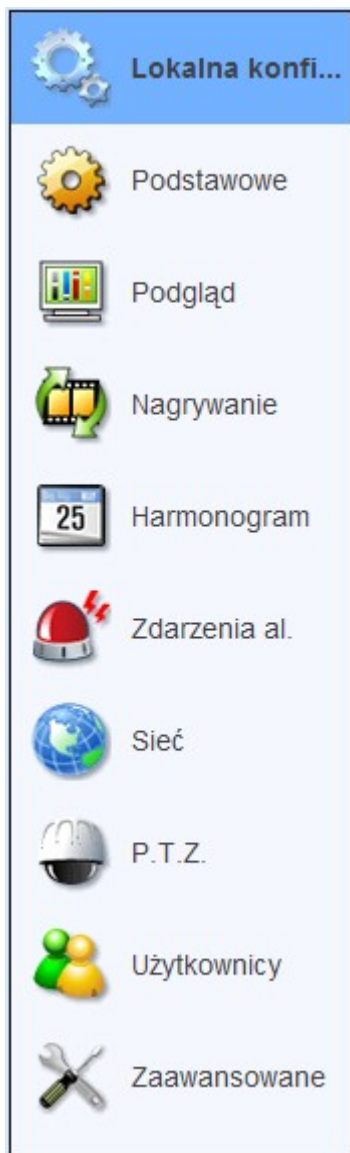 Lokalna konfi...
Podstawowe
Podgląd
Nagrywanie
25
Harmonogram
Zdarzenia al.
Sieć
P.T.Z.
Użytkownicy
Zaawansowane